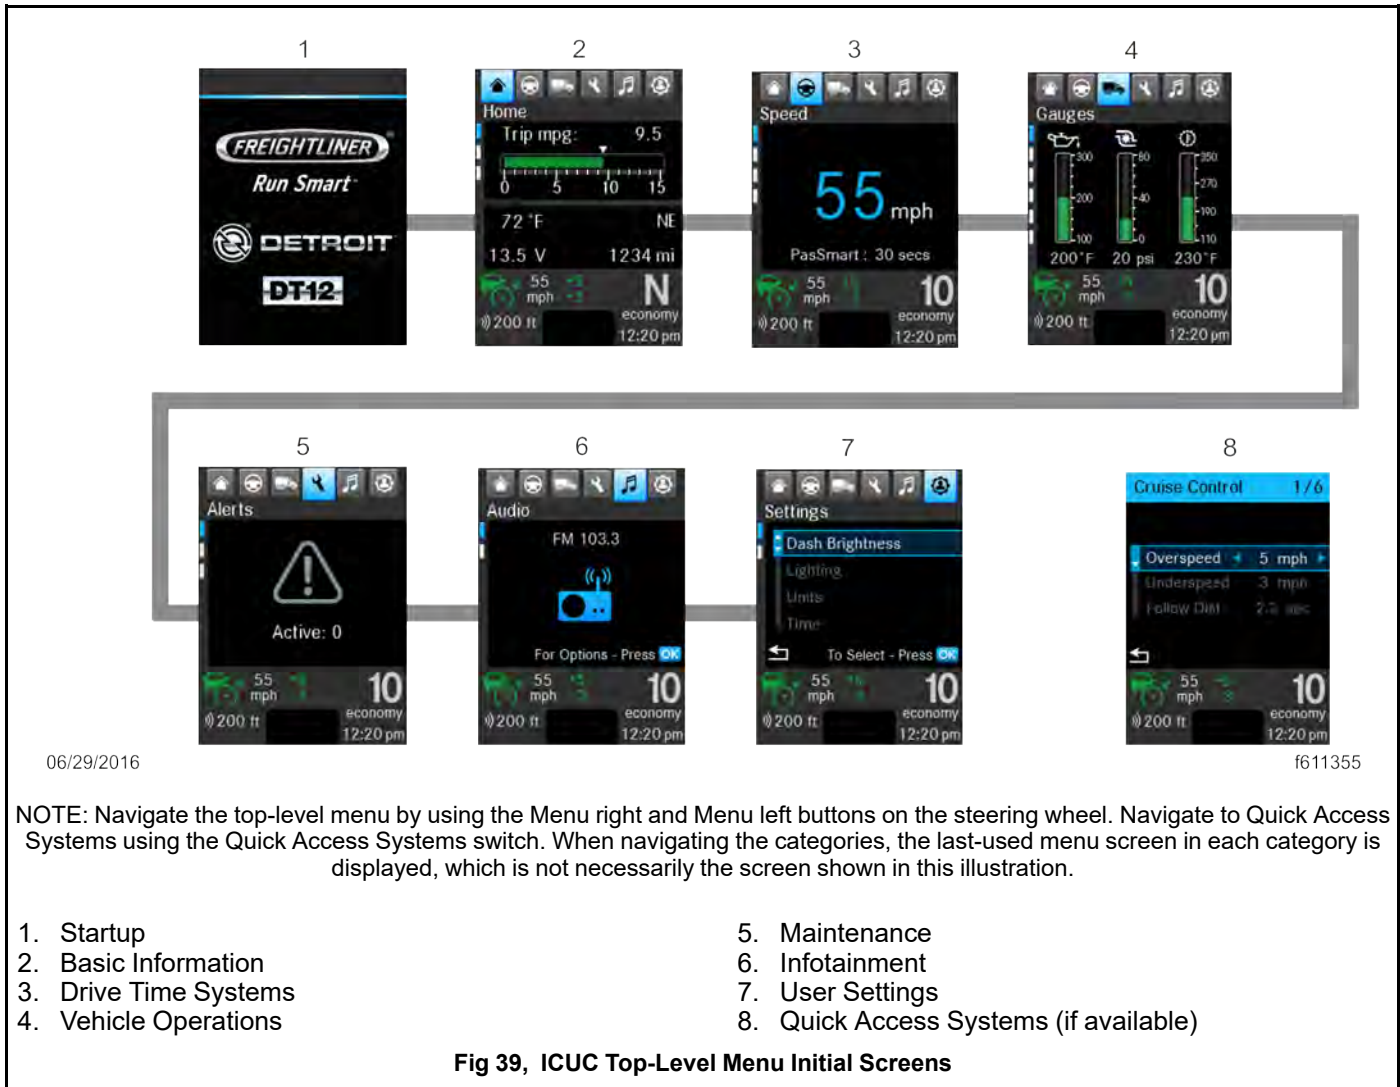 1
2
3
4
FREIGHTLINER
Run Smart
DETROIT
DT12
Home
Trip mpg: 9.5
0 5 10 15
72 °F NE
13.5 V 1234 mi
55 mph
N
economy
200 ft
12:20 pm
Speed
55 mph
PasSmart : 30 secs
55 mph
10
economy
200 ft
12:20 pm
Gauges
300 80 350
270
200 40
190
100 0 110
200°F 20 psi 230°F
55 mph
10
economy
200 ft
12:20 pm
5
6
7
8
Alerts
Active: 0
55 mph
10
economy
200 ft
12:20 pm
Audio
FM 103.3
For Options - Press OK
55 mph
10
economy
200 ft
12:20 pm
Settings
Dash Brightness
Lighting
Units
Time
To Select - Press OK
55 mph
10
economy
200 ft
12:20 pm
Cruise Control 1/6
Overspeed 5 mph
Underspeed 3 mph
Follow Dist
55 mph
10
economy
200 ft
12:20 pm
06/29/2016
f611355
NOTE: Navigate the top-level menu by using the Menu right and Menu left buttons on the steering wheel. Navigate to Quick Access
Systems using the Quick Access Systems switch. When navigating the categories, the last-used menu screen in each category is
displayed, which is not necessarily the screen shown in this illustration.
1. Startup
2. Basic Information
3. Drive Time Systems
4. Vehicle Operations
5. Maintenance
6. Infotainment
7. User Settings
8. Quick Access Systems (if available)
Fig 39, ICUC Top-Level Menu Initial Screens